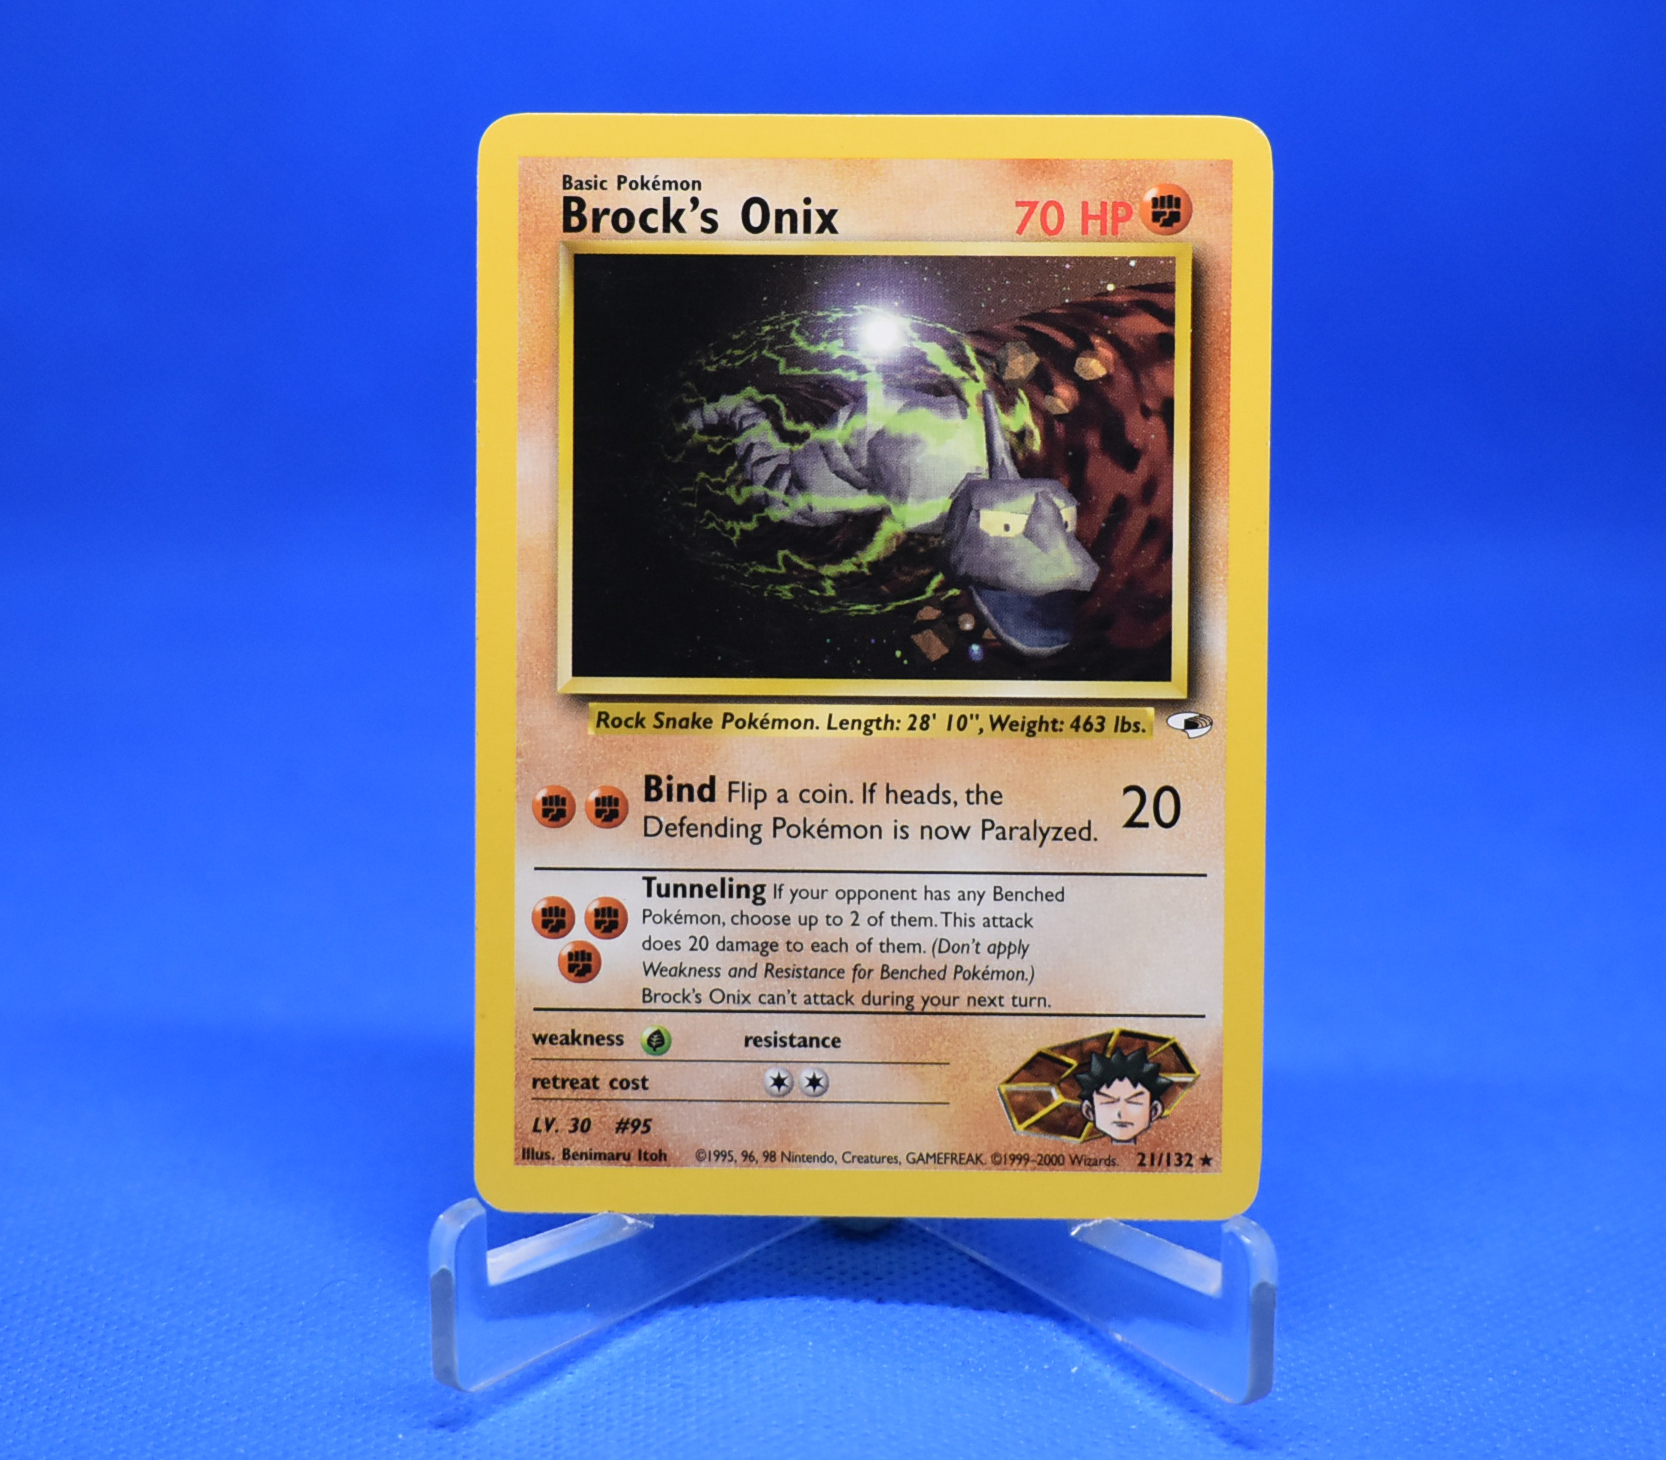 Basic Pokémon
Brock's Onix
70 HP
Rock Snake Pokémon. Length: 28' 10", Weight: 463 lbs.
Bind Flip a coin. If heads, the
Defending Pokémon is now Paralyzed.
20
Tunneling If your opponent has any Benched
Pokémon, choose up to 2 of them. This attack
does 20 damage to each of them. (Don't apply
Weakness and Resistance for Benched Pokémon.)
Brock's Onix can't attack during your next turn.
weakness resistance
retreat cost
LV. 30 #95
Illus. Benimaru Itoh ©1995, 96, 98 Nintendo, Creatures, GAMEFREAK. ©1999–2000 Wizards. 21/132 ★